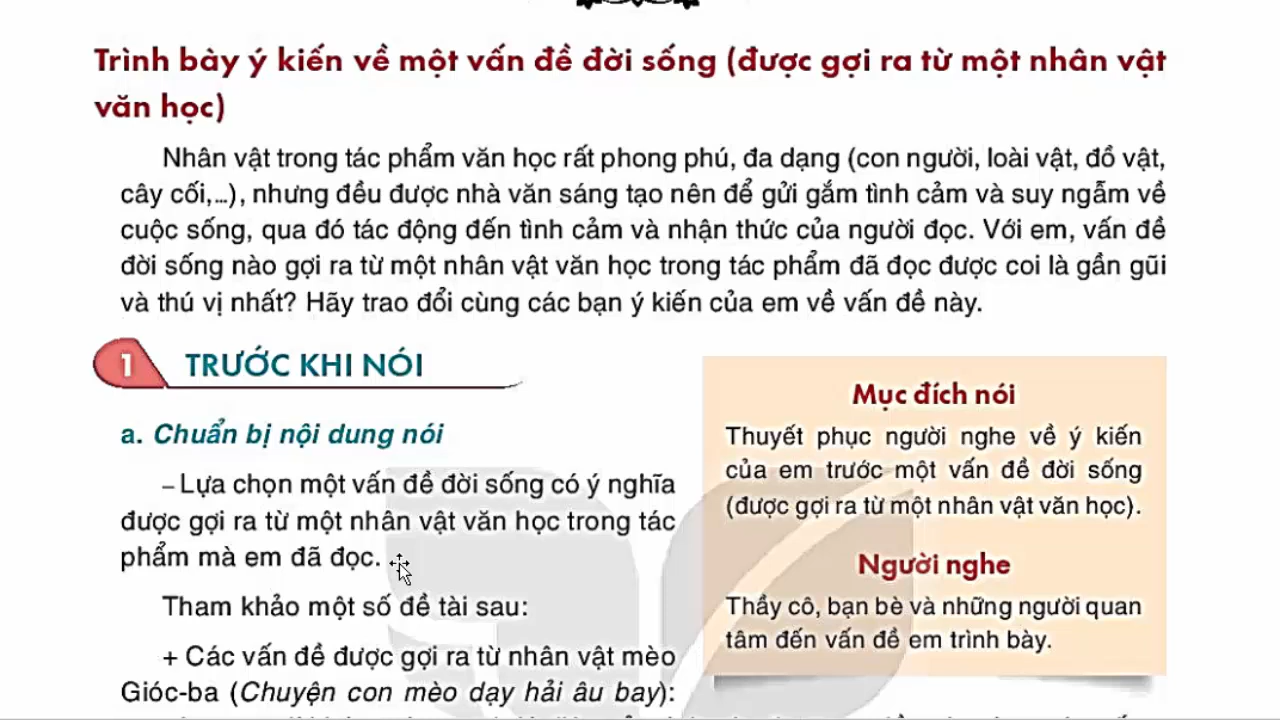 Trình bày ý kiến về một vấn đề đời sống (được gợi ra từ một nhân vật
văn học)
Nhân vật trong tác phẩm văn học rất phong phú, đa dạng (con người, loài vật, đồ vật,
cây cối,...), nhưng đều được nhà văn sáng tạo nên để gửi gắm tình cảm và suy ngẫm về
cuộc sống, qua đó tác động đến tình cảm và nhận thức của người đọc. Với em, vấn đề
đời sống nào gợi ra từ một nhân vật văn học trong tác phẩm đã đọc được coi là gần gũi
và thú vị nhất? Hãy trao đổi cùng các bạn ý kiến của em về vấn đề này.
1 TRƯỚC KHI NÓI
a. Chuẩn bị nội dung nói
– Lựa chọn một vấn đề đời sống có ý nghĩa
được gợi ra từ một nhân vật văn học trong tác
phẩm mà em đã đọc.
Tham khảo một số đề tài sau:
+ Các vấn đề được gợi ra từ nhân vật mèo
Gióc-ba (Chuyện con mèo dạy hải âu bay):
Mục đích nói
Thuyết phục người nghe về ý kiến
của em trước một vấn đề đời sống
(được gợi ra từ một nhân vật văn học).
Người nghe
Thầy cô, bạn bè và những người quan
tâm đến vấn đề em trình bày.